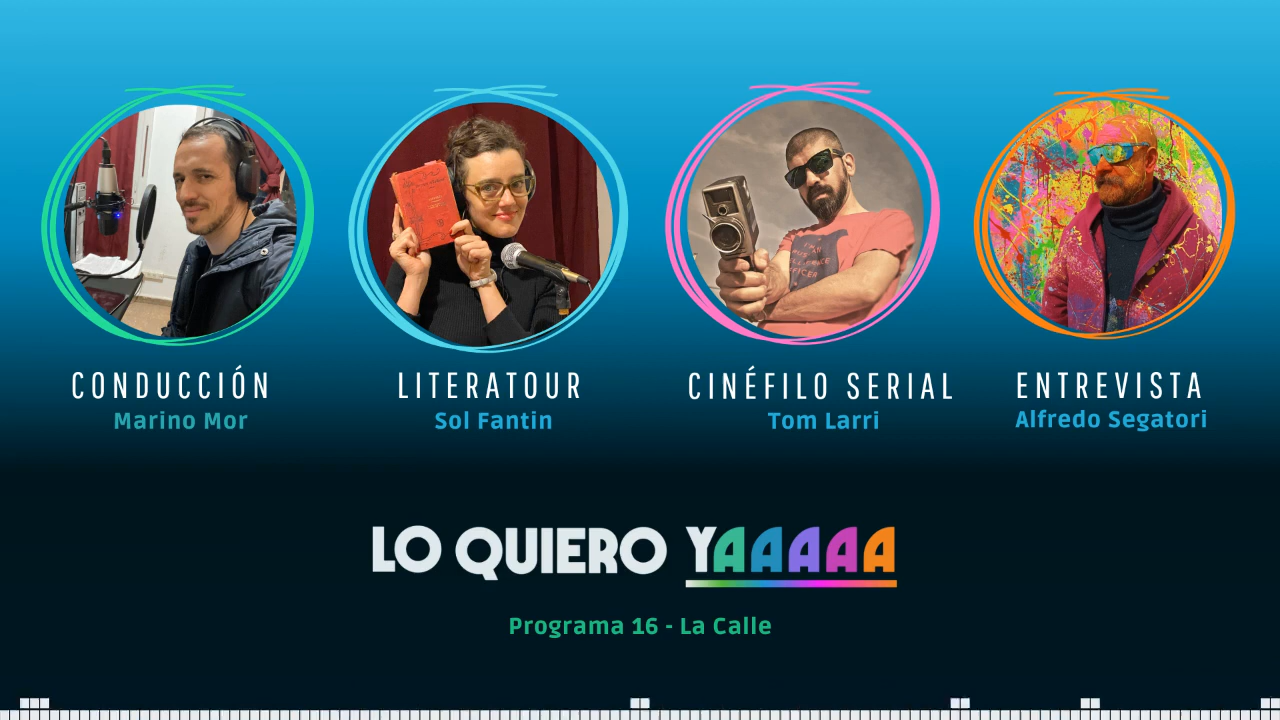 CONDUCCIÓN
Marino Mor
LITERATOUR
Sol Fantin
CINÉFILO SERIAL
Tom Larri
ENTREVISTA
Alfredo Segatori
LO QUIERO YAAAAA
Programa 16 - La Calle